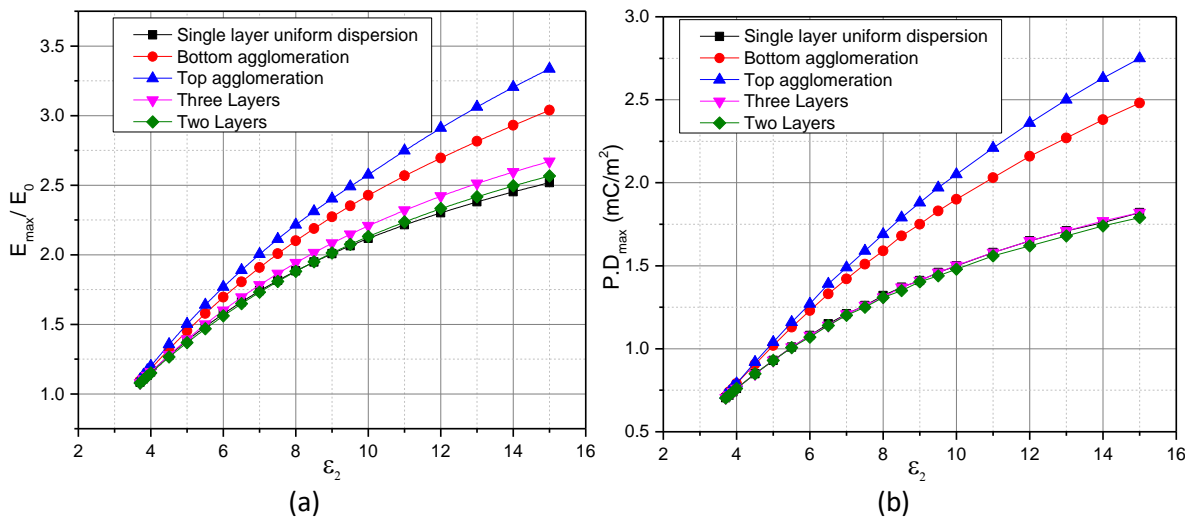 3.5
3.0
2.5
2.0
1.5
1.0
E_max/ E_0
Single layer uniform dispersion
Bottom agglomeration
Top agglomeration
Three Layers
Two Layers
2 4 6 8 10 12 14 16
ε_2
(a)
3.0
2.5
2.0
1.5
1.0
0.5
P.D_max (mC/m^2)
Single layer uniform dispersion
Bottom agglomeration
Top agglomeration
Three Layers
Two Layers
2 4 6 8 10 12 14 16
ε_2
(b)